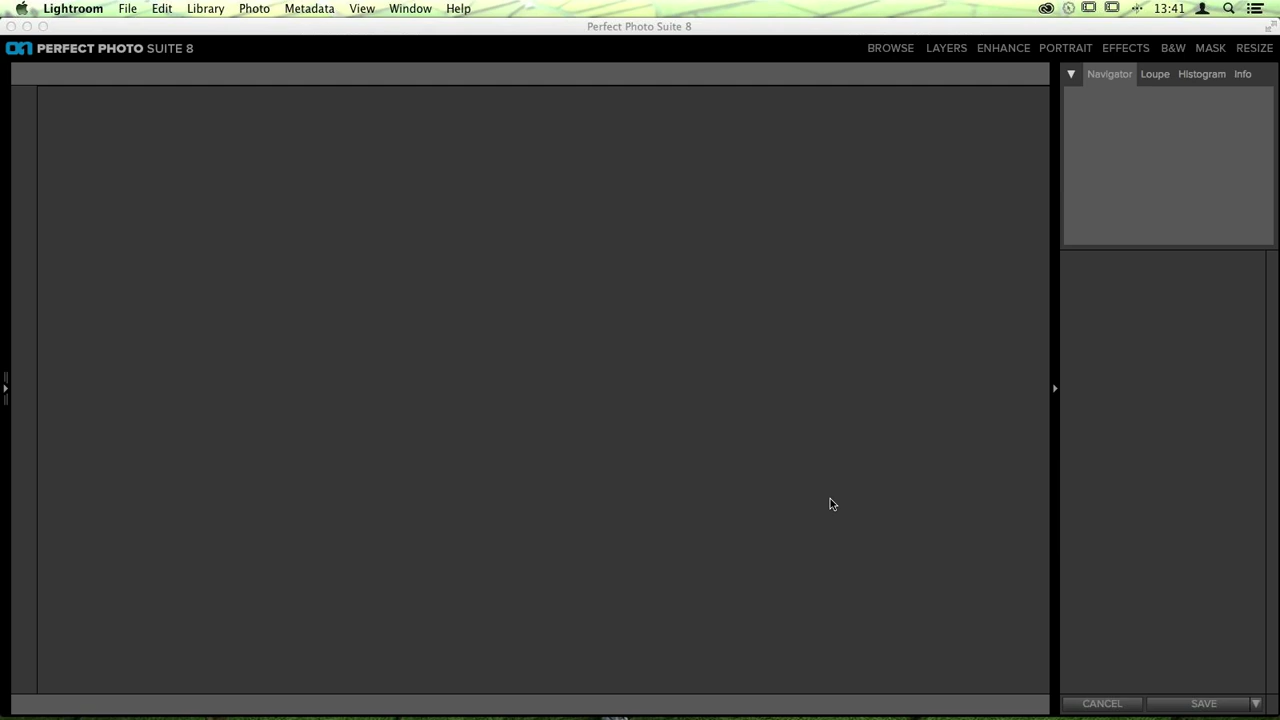 Lightroom File Edit Library Photo Metadata View Window Help 13:41
Perfect Photo Suite 8
on PERFECT PHOTO SUITE 8 BROWSE LAYERS ENHANCE PORTRAIT EFFECTS B&W MASK RESIZE
Navigator Loupe Histogram Info
CANCEL SAVE